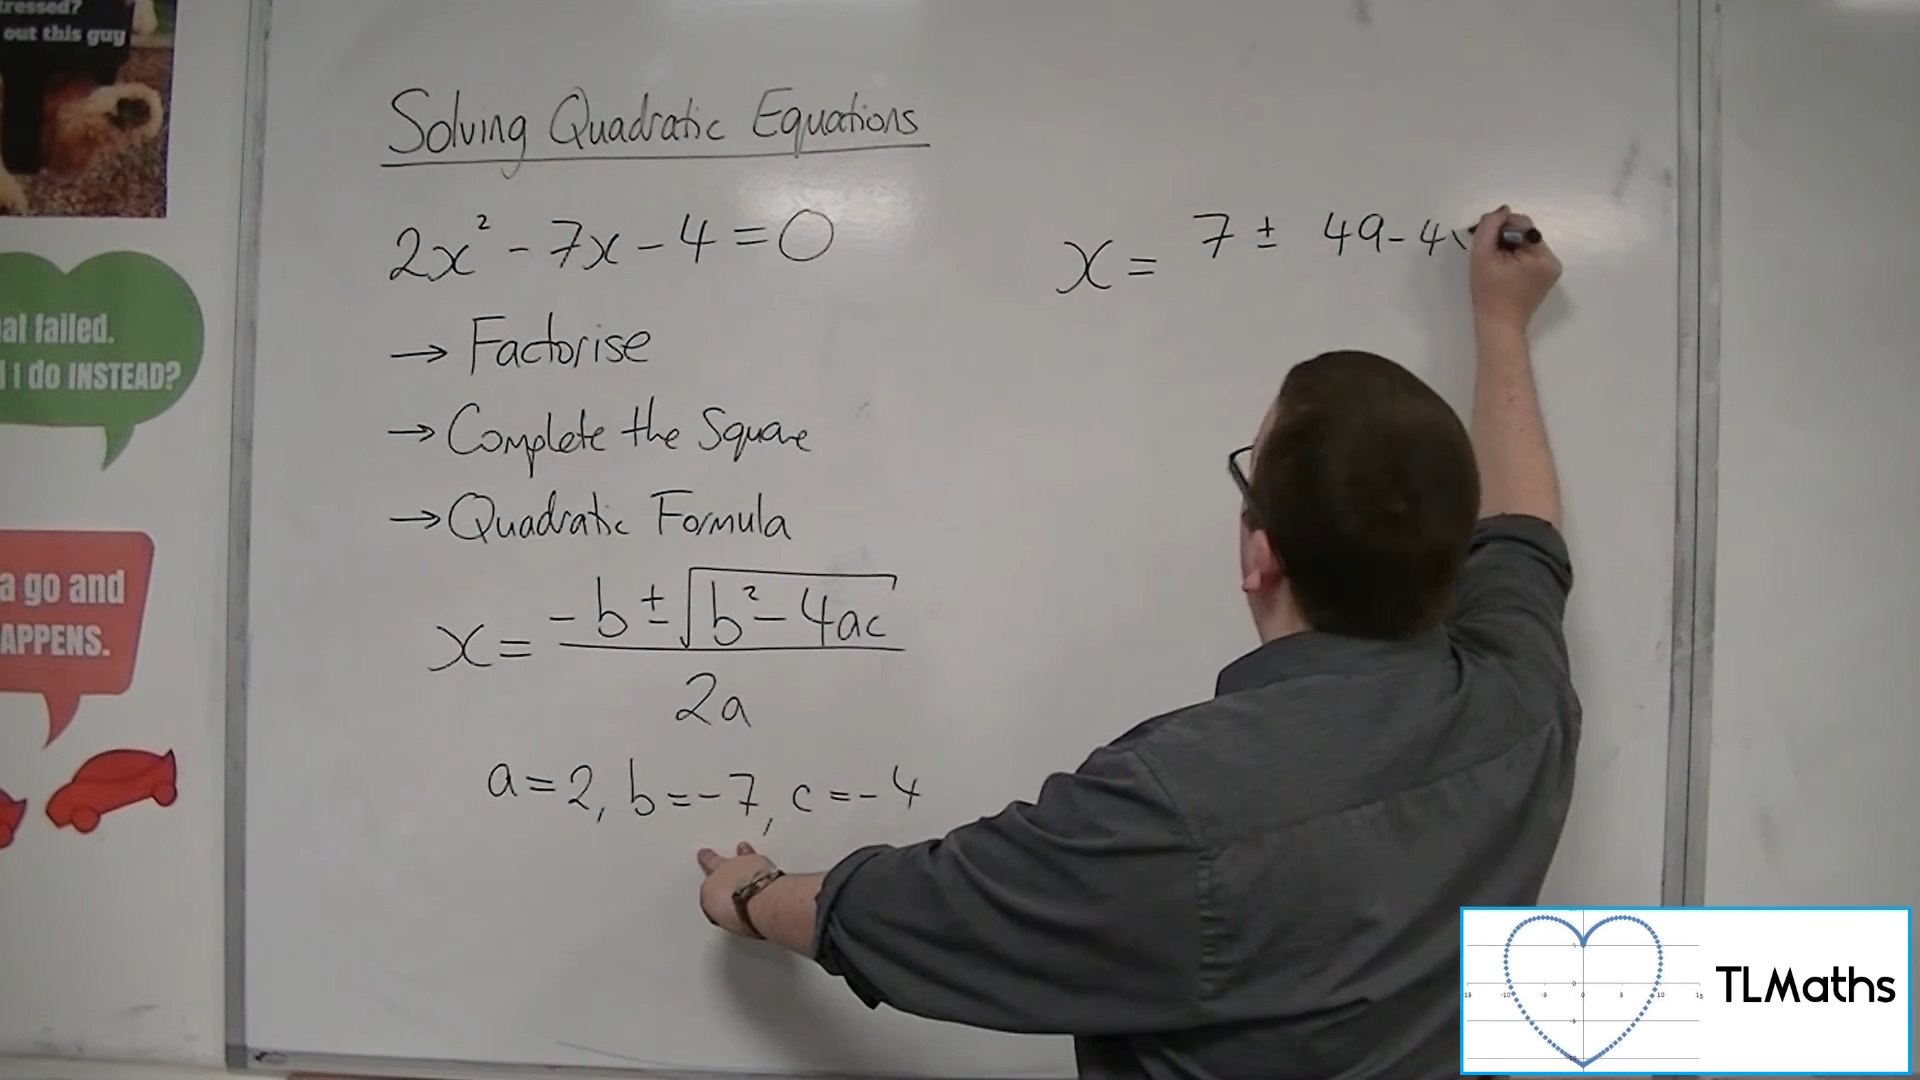 tressed?
out this guy
Solving Quadratic Equations
2x² - 7x - 4 = 0
→ Factorise
→ Complete the Square
→ Quadratic Formula
x = -b ± √b² - 4ac
2a
a = 2, b = -7, c = -4
x = 7 ± 49 - 4
at failed.
I do INSTEAD?
a go and
APPENS.
TLMaths